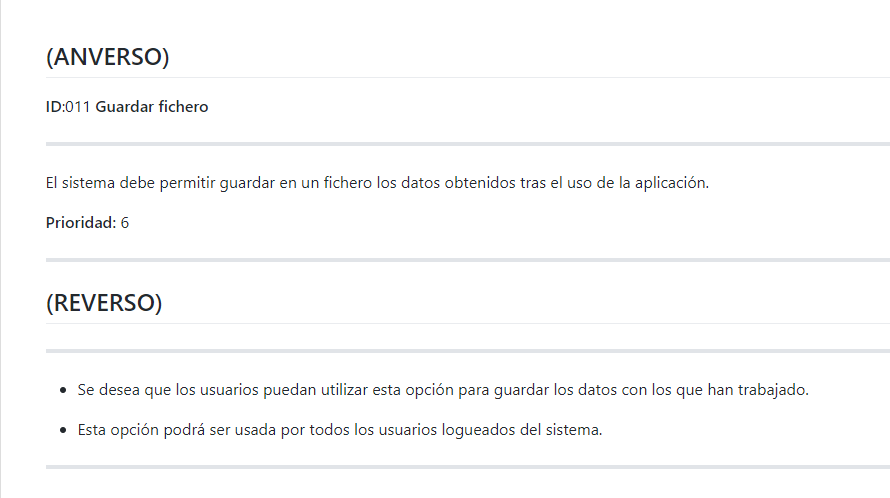 (ANVERSO)
ID:011 Guardar fichero
El sistema debe permitir guardar en un fichero los datos obtenidos tras el uso de la aplicación.
Prioridad: 6
(REVERSO)
• Se desea que los usuarios puedan utilizar esta opción para guardar los datos con los que han trabajado.
• Esta opción podrá ser usada por todos los usuarios logueados del sistema.